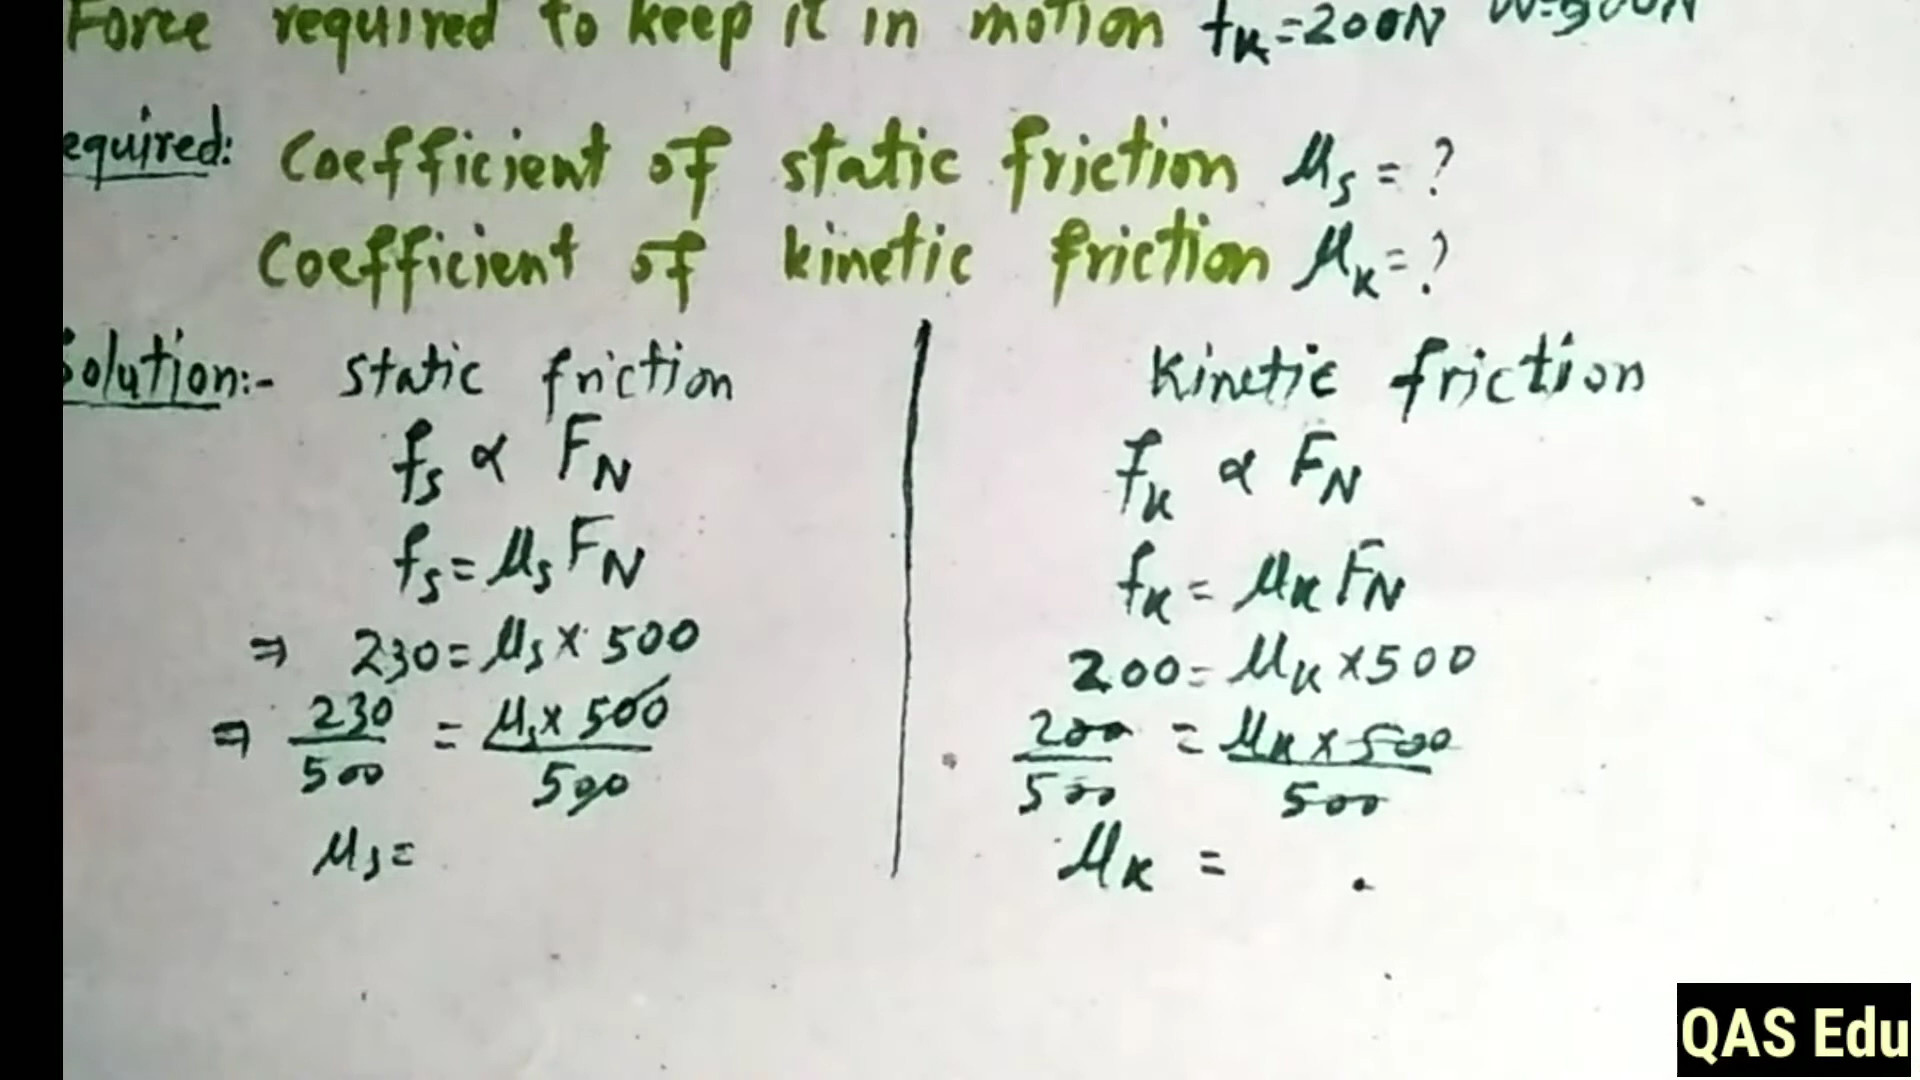 Force required to keep it in motion fK=200N W=500N
equired: Coefficient of static friction μs = ?
Coefficient of kinetic friction μK = ?
Solution:- Static friction
fs ∝ FN
fs = μs FN
⇒ 230 = μs × 500
⇒ 230/500 = μs × 500/500
μs =
Kinetic friction
fK ∝ FN
fK = μK FN
200 = μK × 500
200/500 = μK × 500/500
μK =
QAS Edu